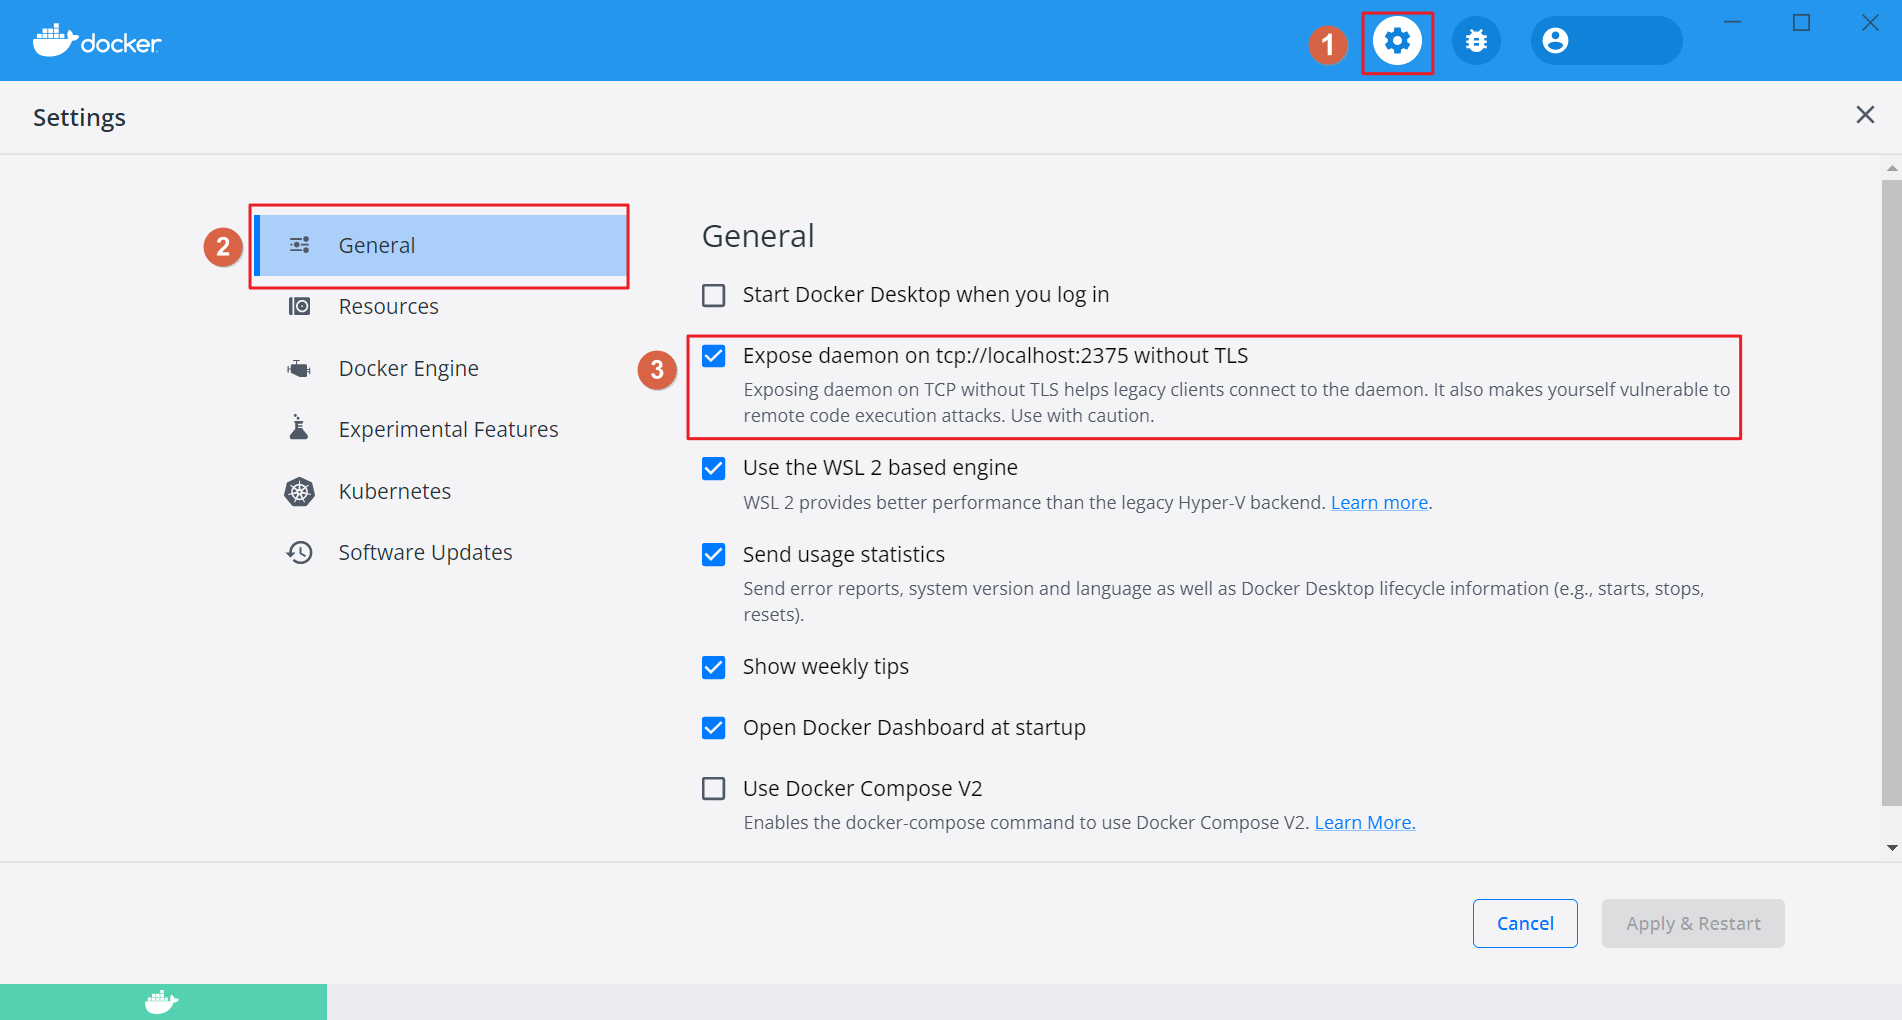 docker
1
Settings
2
General
Resources
Docker Engine
Experimental Features
Kubernetes
Software Updates
General
Start Docker Desktop when you log in
3
Expose daemon on tcp://localhost:2375 without TLS
Exposing daemon on TCP without TLS helps legacy clients connect to the daemon. It also makes yourself vulnerable to
remote code execution attacks. Use with caution.
Use the WSL 2 based engine
WSL 2 provides better performance than the legacy Hyper-V backend. Learn more.
Send usage statistics
Send error reports, system version and language as well as Docker Desktop lifecycle information (e.g., starts, stops,
resets).
Show weekly tips
Open Docker Dashboard at startup
Use Docker Compose V2
Enables the docker-compose command to use Docker Compose V2. Learn More.
Cancel
Apply & Restart